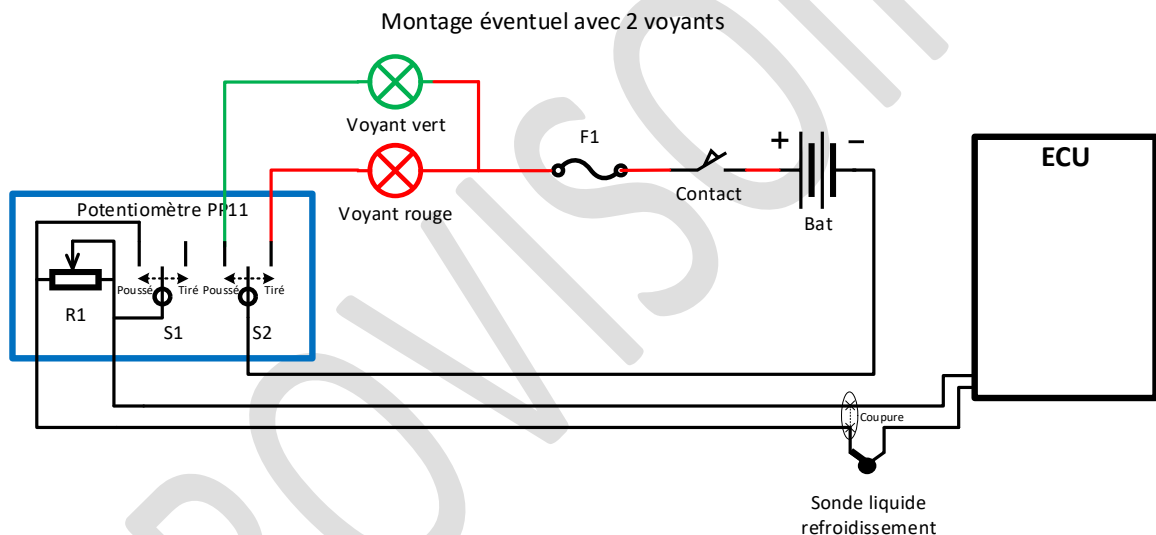 Montage éventuel avec 2 voyants
Voyant vert
F1
+
−
ECU
Voyant rouge
Contact
Bat
Potentiomètre PP11
Poussé
Tiré
Poussé
Tiré
R1
S1
S2
Coupure
Sonde liquide
refroidissement
ROVISO